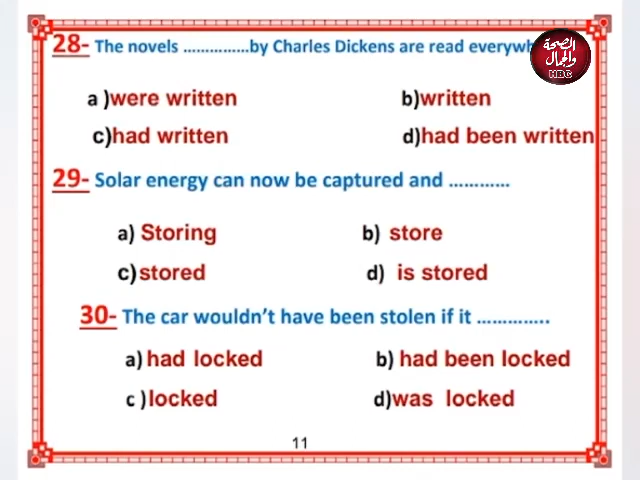 28- The novels ……………by Charles Dickens are read everywh
الصحة
والجمال
HBC
a )were written b)written
c)had written d)had been written
29- Solar energy can now be captured and …………
a) Storing b) store
c)stored d) is stored
30- The car wouldn't have been stolen if it …………..
a) had locked b) had been locked
c )locked d)was locked
11